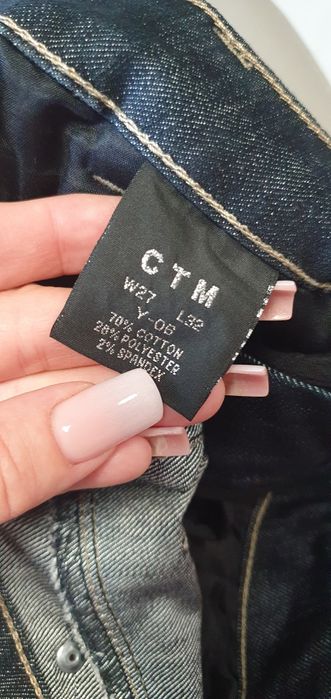 CTM
W27 L32
Y-06
70% COTTON
28% POLYESTER
2% SPANDEX